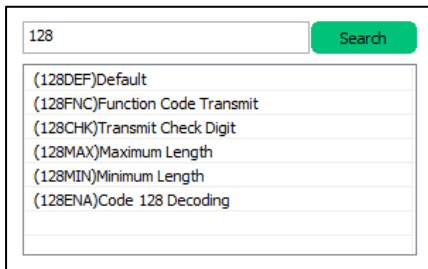 128
Search
(128DEF)Default
(128FNC)Function Code Transmit
(128CHK)Transmit Check Digit
(128MAX)Maximum Length
(128MIN)Minimum Length
(128ENA)Code 128 Decoding